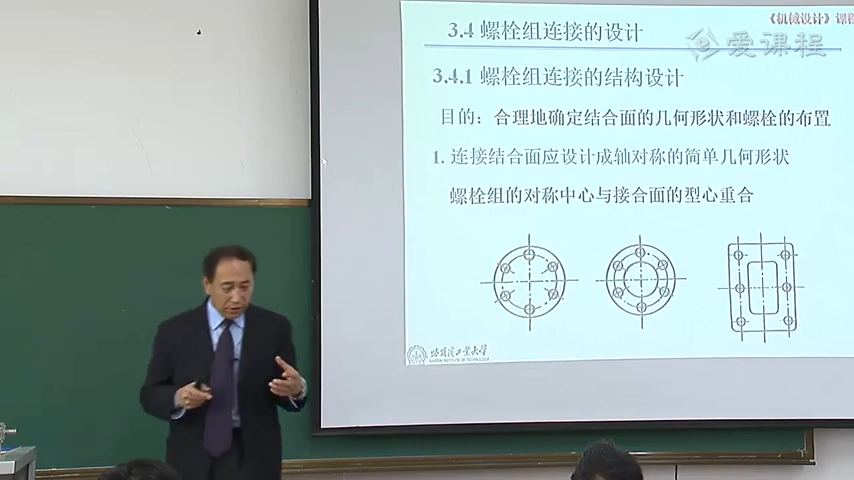 《机械设计》课程
爱课程
3.4 螺栓组连接的设计
3.4.1 螺栓组连接的结构设计
目的：合理地确定结合面的几何形状和螺栓的布置
1. 连接结合面应设计成轴对称的简单几何形状
螺栓组的对称中心与接合面的型心重合
哈尔滨工业大学
HARBIN INSTITUTE OF TECHNOLOGY